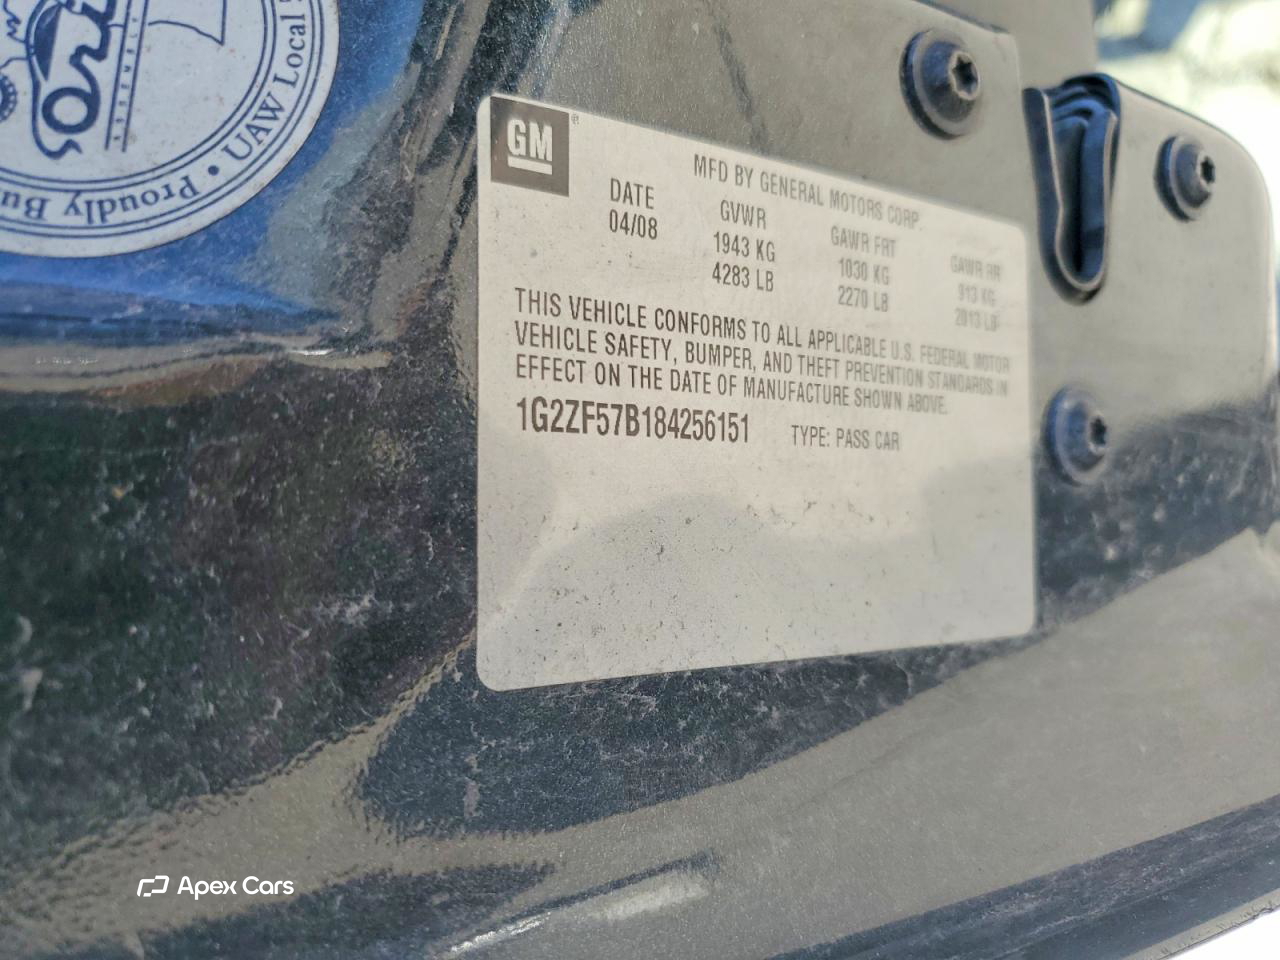 Orion
ASSEMBLY
Proudly Bu
• UAW Local
GM®
MFD BY GENERAL MOTORS CORP.
DATE GVWR GAWR FRT GAWR RR
04/08 1943 KG 1030 KG 913 KG
4283 LB 2270 LB 2013 LB
THIS VEHICLE CONFORMS TO ALL APPLICABLE U.S. FEDERAL MOTOR
VEHICLE SAFETY, BUMPER, AND THEFT PREVENTION STANDARDS IN
EFFECT ON THE DATE OF MANUFACTURE SHOWN ABOVE.
1G2ZF57B184256151 TYPE: PASS CAR
Apex Cars